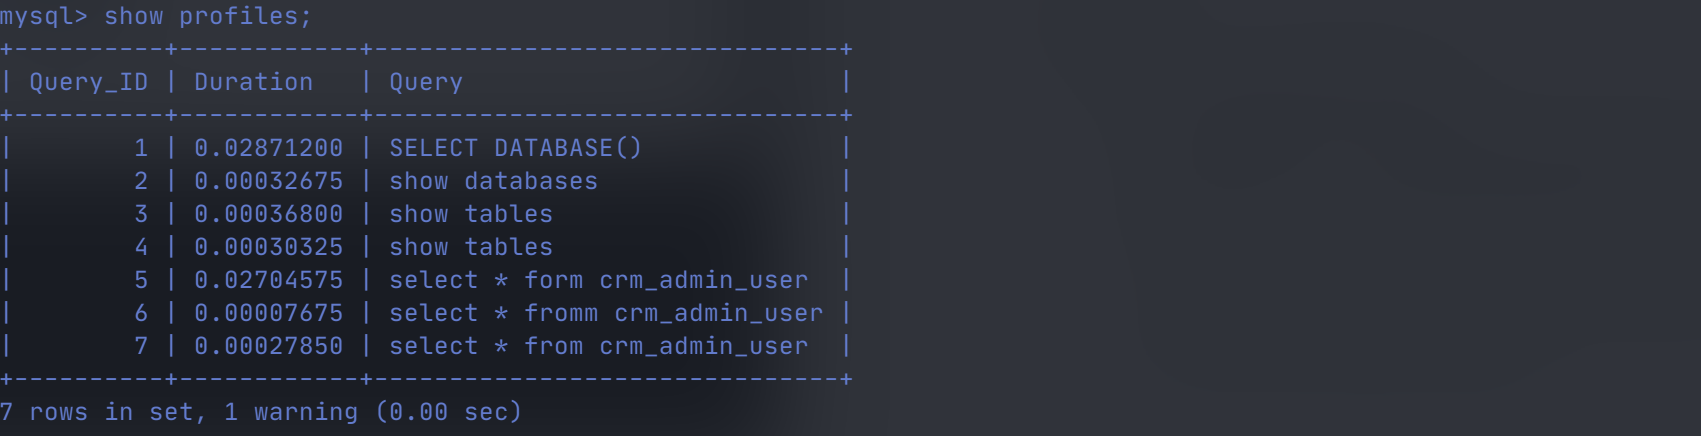 mysql> show profiles;
+----------+------------+-------------------------------+
| Query_ID | Duration   | Query                         |
+----------+------------+-------------------------------+
|        1 | 0.02871200 | SELECT DATABASE()             |
|        2 | 0.00032675 | show databases                |
|        3 | 0.00036800 | show tables                   |
|        4 | 0.00030325 | show tables                   |
|        5 | 0.02704575 | select * form crm_admin_user  |
|        6 | 0.00007675 | select * fromm crm_admin_user |
|        7 | 0.00027850 | select * from crm_admin_user  |
+----------+------------+-------------------------------+
7 rows in set, 1 warning (0.00 sec)